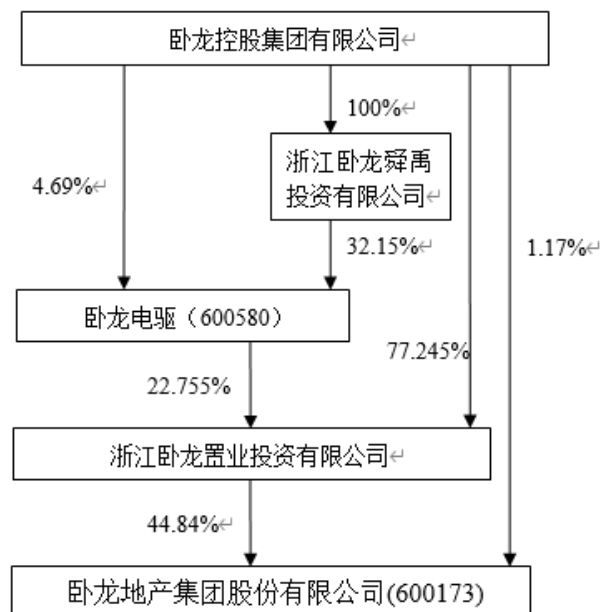 卧龙控股集团有限公司↵
100%↵
浙江卧龙舜禹
投资有限公司↵
4.69%↵
32.15%↵
1.17%↵
卧龙电驱（600580）
77.245%
22.755%
浙江卧龙置业投资有限公司↵
44.84%↵
卧龙地产集团股份有限公司(600173)